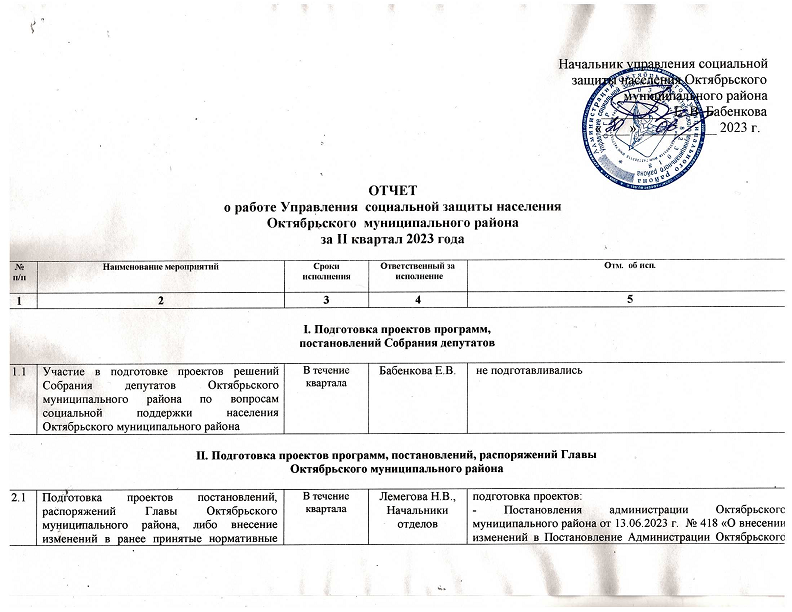 Начальник управления социальной
защиты населения Октябрьского
муниципального района
Е. В. Бабенкова
2023 г.
ОТЧЕТ
о работе Управления социальной защиты населения
Октябрьского муниципального района
за II квартал 2023 года
№ п/п
Наименование мероприятий
Сроки исполнения
Ответственный за исполнение
Отм. об исп.
1 2 3 4 5
I. Подготовка проектов программ,
постановлений Собрания депутатов
1.1
Участие в подготовке проектов решений
Собрания депутатов Октябрьского
муниципального района по вопросам
социальной поддержки населения
Октябрьского муниципального района
В течение
квартала
Бабенкова Е.В.
не подготавливались
II. Подготовка проектов программ, постановлений, распоряжений Главы
Октябрьского муниципального района
2.1
Подготовка проектов постановлений,
распоряжений Главы Октябрьского
муниципального района, либо внесение
изменений в ранее принятые нормативные
В течение
квартала
Лемегова Н.В.,
Начальники
отделов
подготовка проектов:
- Постановления администрации Октябрьского
муниципального района от 13.06.2023 г. № 418 «О внесении
изменений в Постановление Администрации Октябрьского